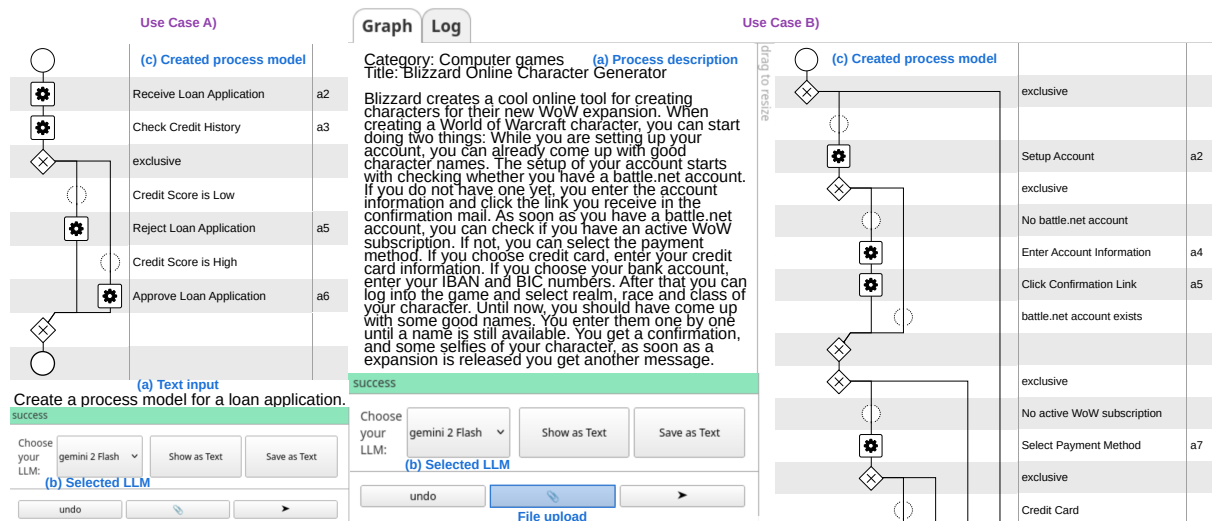 Use Case A)
(c) Created process model
Receive Loan Application a2
Check Credit History a3
exclusive
Credit Score is Low
Reject Loan Application a5
Credit Score is High
Approve Loan Application a6
(a) Text input
Create a process model for a loan application.
success
Choose
your
LLM:
gemini 2 Flash
Show as Text
Save as Text
(b) Selected LLM
undo
Use Case B)
Graph
Log
Category: Computer games
(a) Process description
Title: Blizzard Online Character Generator
Blizzard creates a cool online tool for creating
characters for their new WoW expansion. When
creating a World of Warcraft character, you can start
doing two things: While you are setting up your
account, you can already come up with good
character names. The setup of your account starts
with checking whether you have a battle.net account.
If you do not have one yet, you enter the account
information and click the link you receive in the
confirmation mail. As soon as you have a battle.net
account, you can check if you have an active WoW
subscription. If not, you can select the payment
method. If you choose credit card, enter your credit
card information. If you choose your bank account,
enter your IBAN and BIC numbers. After that you can
log into the game and select realm, race and class of
your character. Until now, you should have come up
with some good names. You enter them one by one
until a name is still available. You get a confirmation,
and some selfies of your character, as soon as a
expansion is released you get another message.
success
Choose
your
LLM:
gemini 2 Flash
Show as Text
Save as Text
(b) Selected LLM
undo
File upload
drag to resize
(c) Created process model
exclusive
Setup Account a2
exclusive
No battle.net account
Enter Account Information a4
Click Confirmation Link a5
battle.net account exists
exclusive
No active WoW subscription
Select Payment Method a7
exclusive
Credit Card